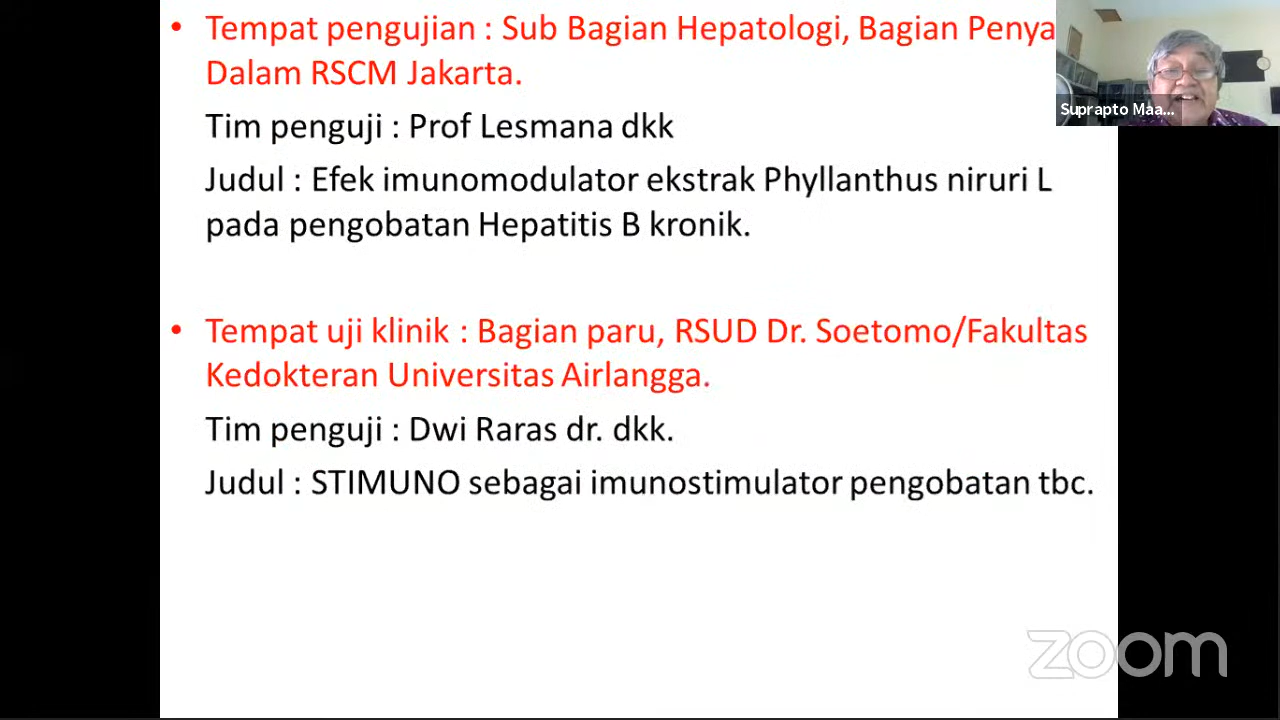 • Tempat pengujian : Sub Bagian Hepatologi, Bagian Penya
Dalam RSCM Jakarta.
Tim penguji : Prof Lesmana dkk
Judul : Efek imunomodulator ekstrak Phyllanthus niruri L
pada pengobatan Hepatitis B kronik.
• Tempat uji klinik : Bagian paru, RSUD Dr. Soetomo/Fakultas
Kedokteran Universitas Airlangga.
Tim penguji : Dwi Raras dr. dkk.
Judul : STIMUNO sebagai imunostimulator pengobatan tbc.
Suprapto Maa...
zoom